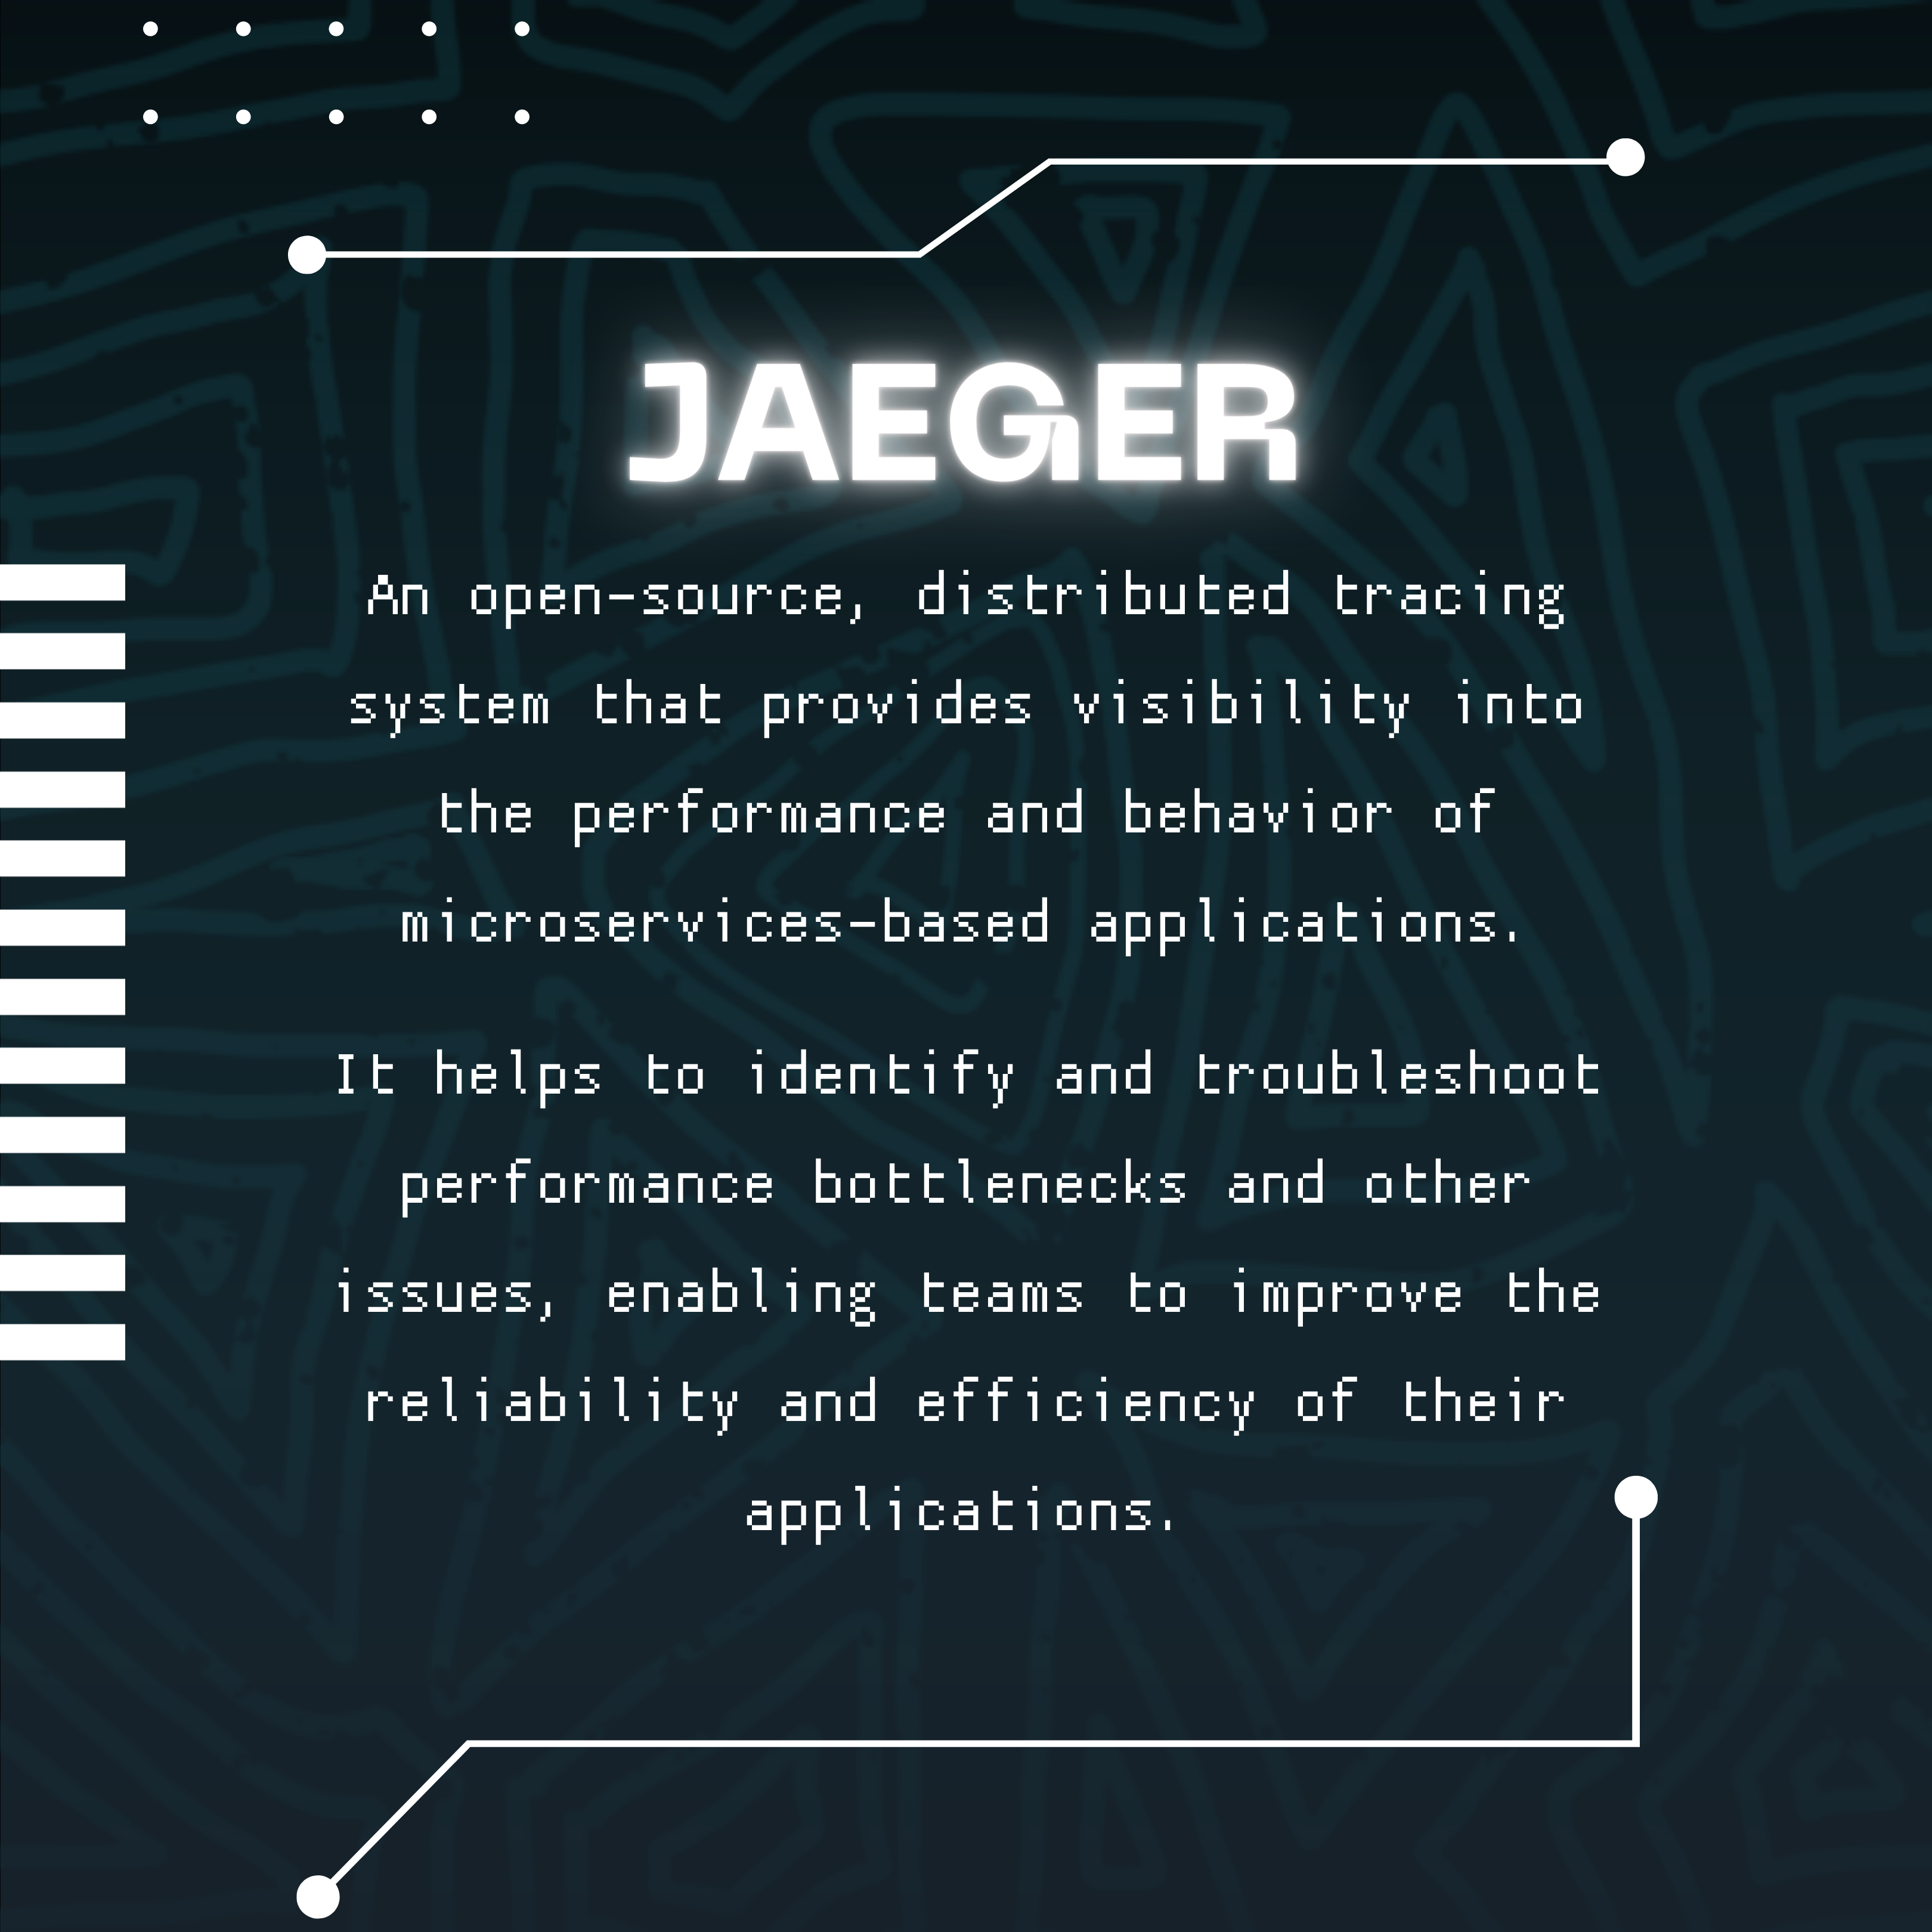 JAEGER
An open-source, distributed tracing
system that provides visibility into
the performance and behavior of
microservices-based applications.
It helps to identify and troubleshoot
performance bottlenecks and other
issues, enabling teams to improve the
reliability and efficiency of their
applications.